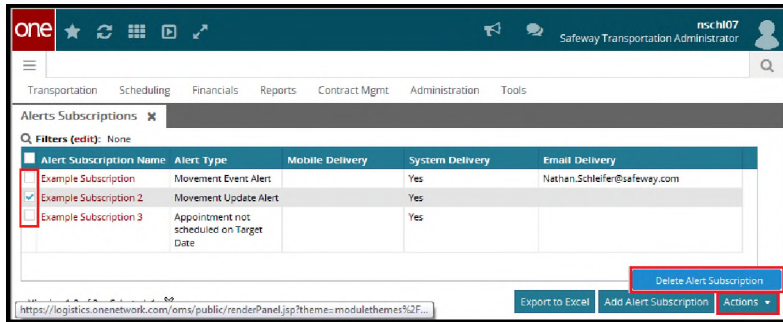 one
nschl07
Safeway Transportation Administrator
Transportation Scheduling Financials Reports Contract Mgmt Administration Tools
Alerts Subscriptions X
Filters (edit): None
Alert Subscription Name Alert Type Mobile Delivery System Delivery Email Delivery
Example Subscription Movement Event Alert Yes Nathan.Schleifer@safeway.com
Example Subscription 2 Movement Update Alert Yes
Example Subscription 3 Appointment not Yes
scheduled on Target
Date
Delete Alert Subscription
Export to Excel Add Alert Subscription Actions
https://logistics.onenetwork.com/oms/public/renderPanel.jsp?theme=modulethemes%2F...